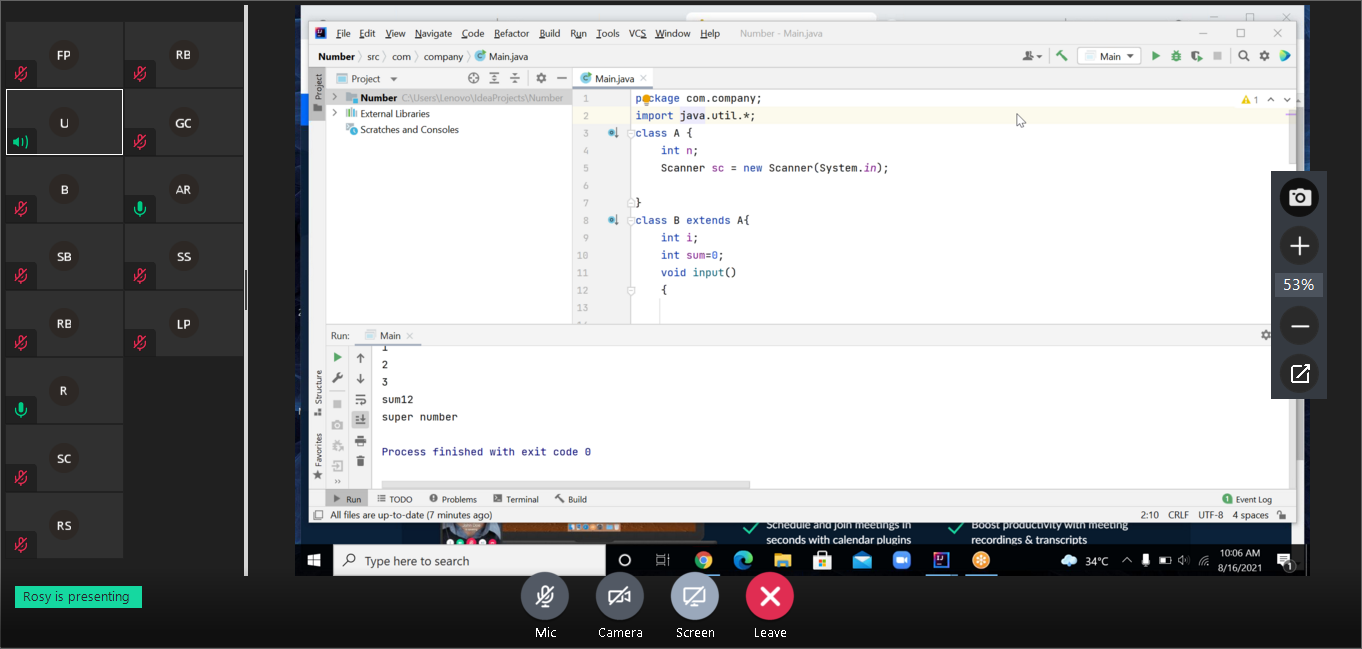 FP
RB
U
GC
B
AR
SB
SS
RB
LP
R
SC
RS
Rosy is presenting
File Edit View Navigate Code Refactor Build Run Tools VCS Window Help Number - Main.java
Number src com company Main.java
Main
Project
Project
Main.java
Number C:\Users\Lenovo\IdeaProjects\Number
External Libraries
Scratches and Consoles
1 package com.company;
2 import java.util.*;
3 class A {
4 int n;
5 Scanner sc = new Scanner(System.in);
6
7 }
8 class B extends A{
9 int i;
10 int sum=0;
11 void input()
12 {
13
1
Run: Main
1
2
3
sum12
super number
Process finished with exit code 0
Structure
Favorites
Run TODO Problems Terminal Build
1 Event Log
All files are up-to-date (7 minutes ago)
2:10 CRLF UTF-8 4 spaces
Schedule and join meetings in
seconds with calendar plugins
Boost productivity with meeting
recordings & transcripts
Type here to search
34°C
10:06 AM
8/16/2021
1
53%
Mic
Camera
Screen
Leave